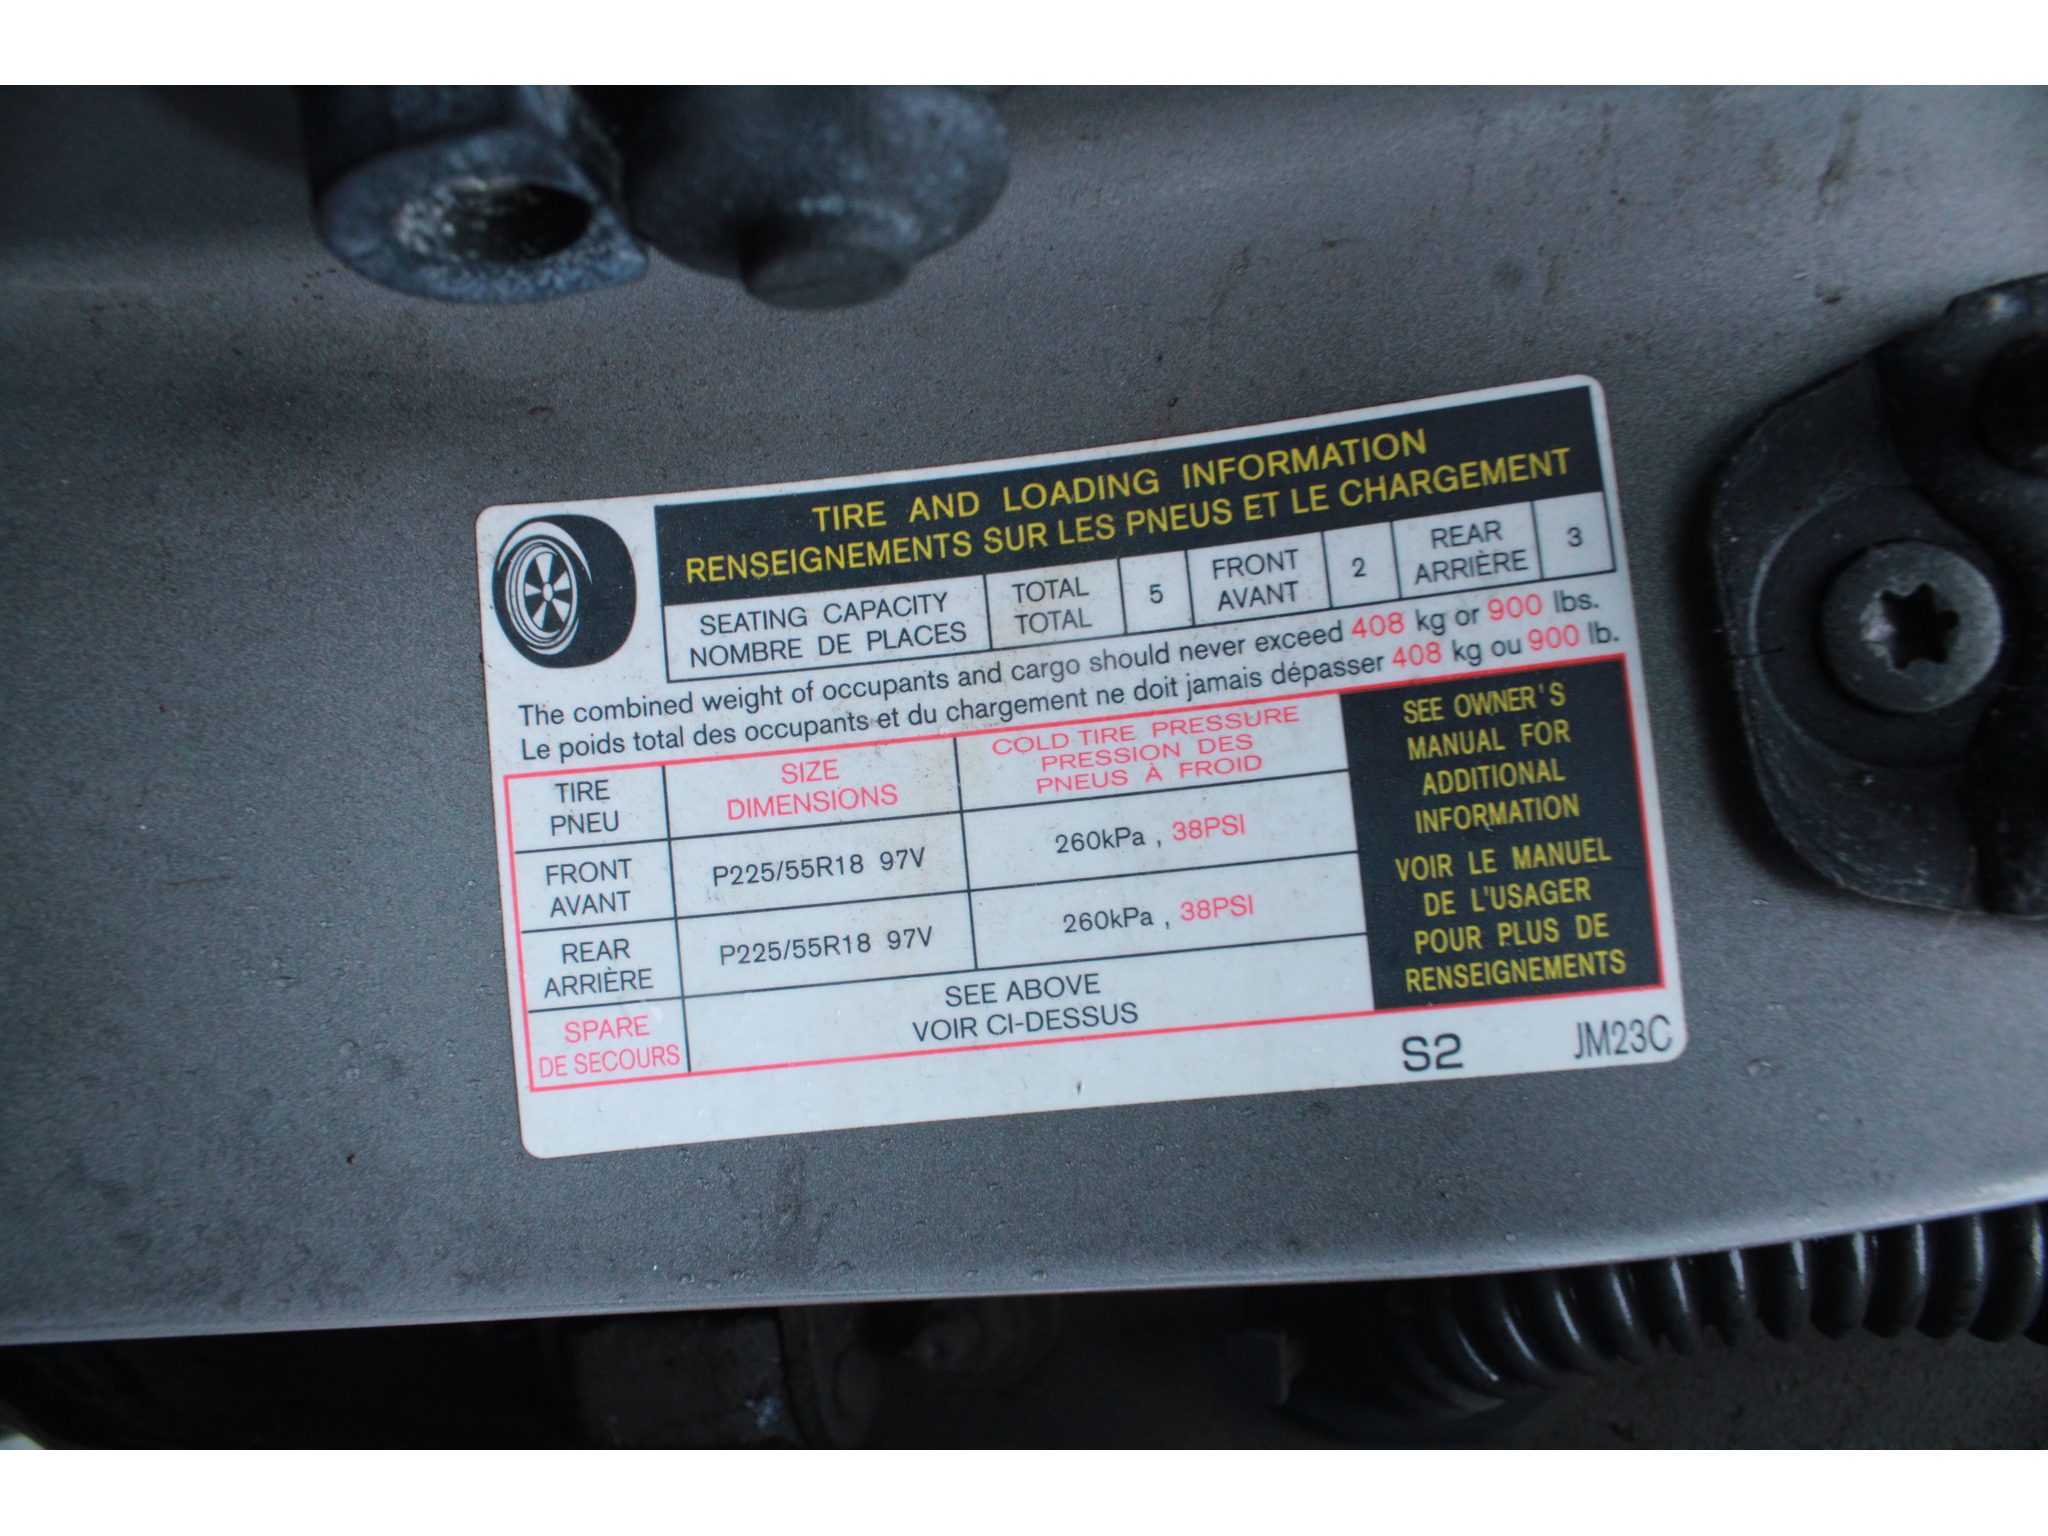 TIRE AND LOADING INFORMATION
RENSEIGNEMENTS SUR LES PNEUS ET LE CHARGEMENT
SEATING CAPACITY
NOMBRE DE PLACES
TOTAL
TOTAL
5
FRONT
AVANT
2
REAR
ARRIÈRE
3
The combined weight of occupants and cargo should never exceed 408 kg or 900 lbs.
Le poids total des occupants et du chargement ne doit jamais dépasser 408 kg ou 900 lb.
TIRE
PNEU
SIZE
DIMENSIONS
COLD TIRE PRESSURE
PRESSION DES
PNEUS À FROID
FRONT
AVANT
P225/55R18 97V
260kPa , 38PSI
REAR
ARRIÈRE
P225/55R18 97V
260kPa , 38PSI
SPARE
DE SECOURS
SEE ABOVE
VOIR CI-DESSUS
SEE OWNER'S
MANUAL FOR
ADDITIONAL
INFORMATION
VOIR LE MANUEL
DE L'USAGER
POUR PLUS DE
RENSEIGNEMENTS
S2 JM23C